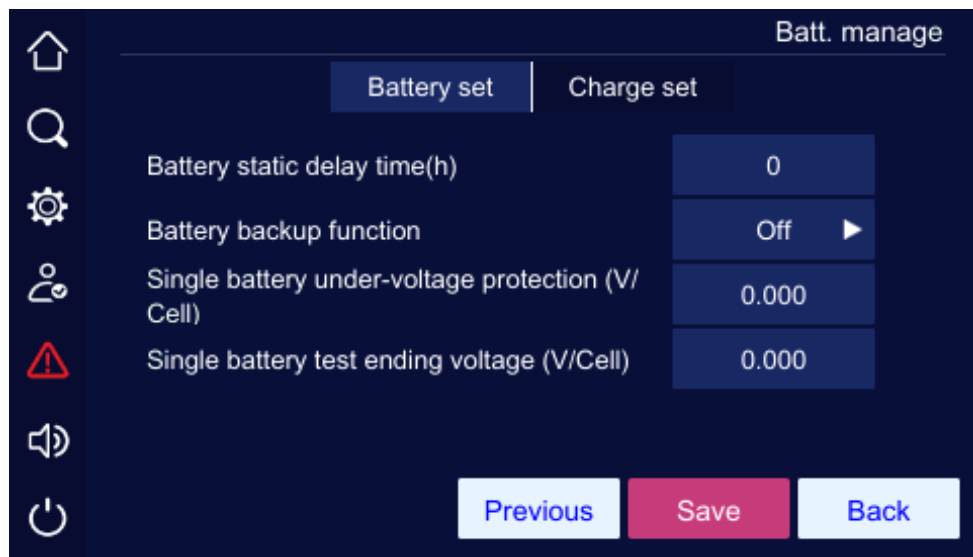 Batt. manage
Battery set Charge set
Battery static delay time(h) 0
Battery backup function Off
Single battery under-voltage protection (V/
Cell) 0.000
Single battery test ending voltage (V/Cell) 0.000
Previous Save Back